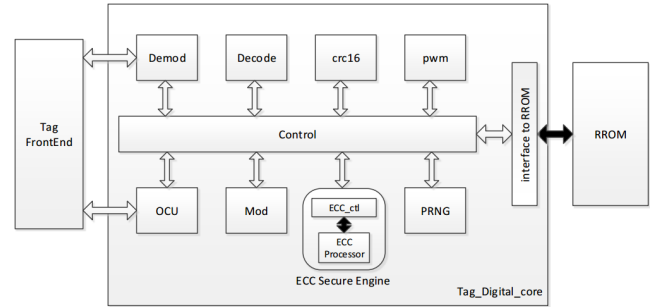 Demod
Decode
crc16
pwm
Tag
FrontEnd
Control
interface to RROM
RROM
OCU
Mod
ECC_ctl
ECC
Processor
PRNG
ECC Secure Engine
Tag_Digital_core